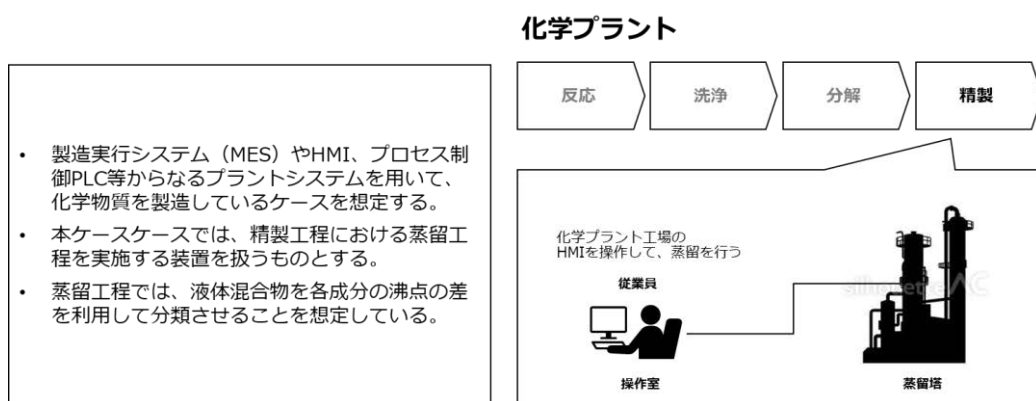 化学プラント
• 製造実行システム（MES）やHMI、プロセス制
御PLC等からなるプラントシステムを用いて、
化学物質を製造しているケースを想定する。
• 本ケースケースでは、精製工程における蒸留工
程を実施する装置を扱うものとする。
• 蒸留工程では、液体混合物を各成分の沸点の差
を利用して分類させることを想定している。
反応
洗浄
分解
精製
化学プラント工場の
HMIを操作して、蒸留を行う
従業員
操作室
silhouetteAC
蒸留塔